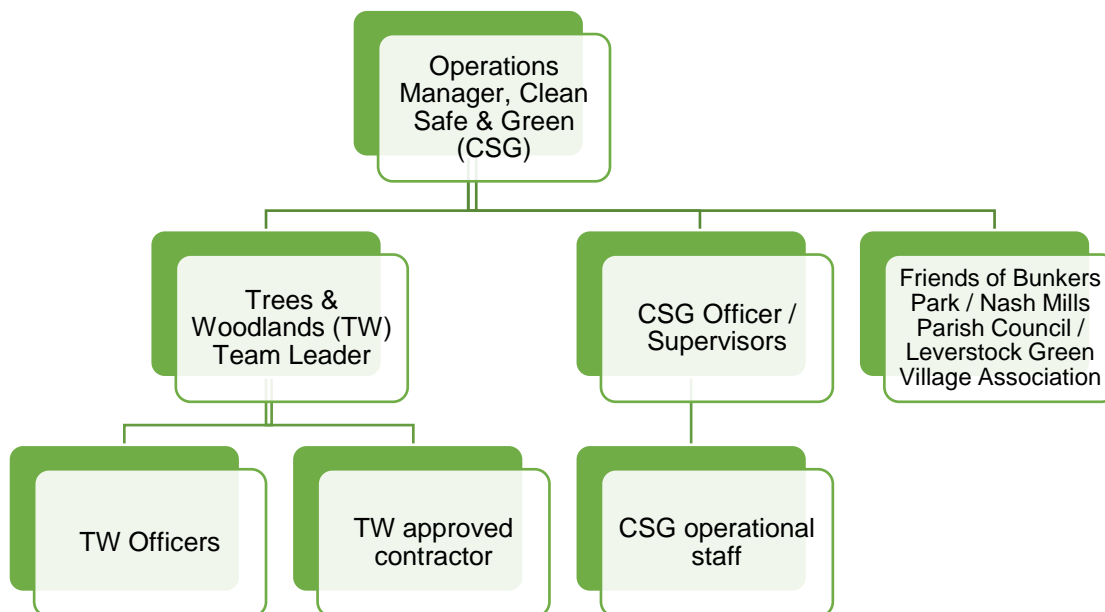 Operations
Manager, Clean
Safe & Green
(CSG)
Trees &
Woodlands (TW)
Team Leader
CSG Officer /
Supervisors
Friends of Bunkers
Park / Nash Mills
Parish Council /
Leverstock Green
Village Association
TW Officers
TW approved
contractor
CSG operational
staff